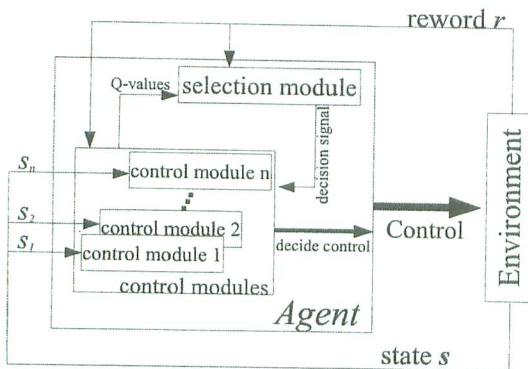 reword r
Q-values
selection module
decision signal
Sn
control module n
S2
control module 2
S1
control module 1
control modules
decide control
Control
Environment
Agent
state s